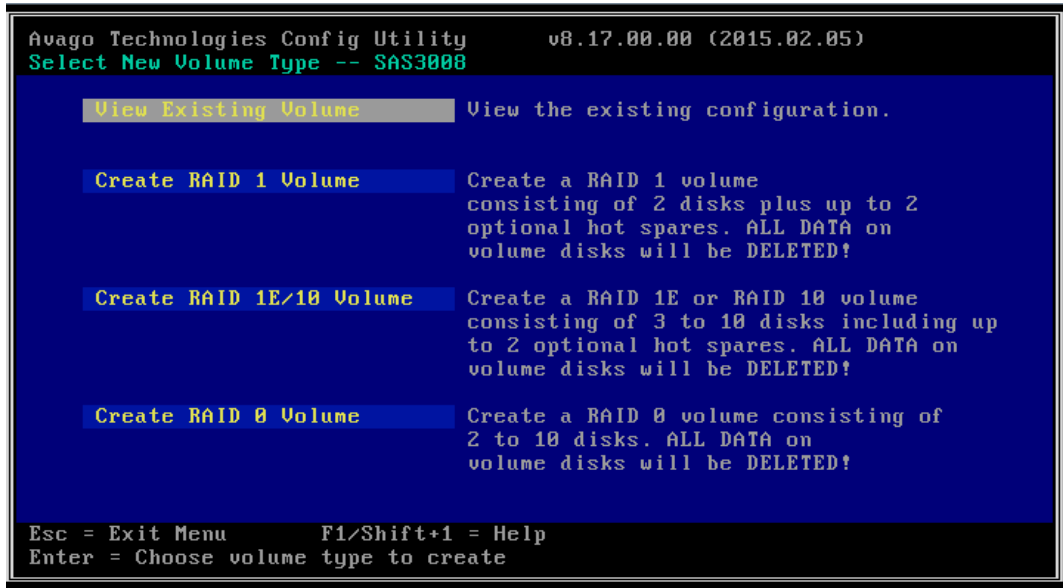 Avago Technologies Config Utility v8.17.00.00 (2015.02.05)
Select New Volume Type -- SAS3008
View Existing Volume View the existing configuration.
Create RAID 1 Volume Create a RAID 1 volume
consisting of 2 disks plus up to 2
optional hot spares. ALL DATA on
volume disks will be DELETED!
Create RAID 1E/10 Volume Create a RAID 1E or RAID 10 volume
consisting of 3 to 10 disks including up
to 2 optional hot spares. ALL DATA on
volume disks will be DELETED!
Create RAID 0 Volume Create a RAID 0 volume consisting of
2 to 10 disks. ALL DATA on
volume disks will be DELETED!
Esc = Exit Menu F1/Shift+1 = Help
Enter = Choose volume type to create